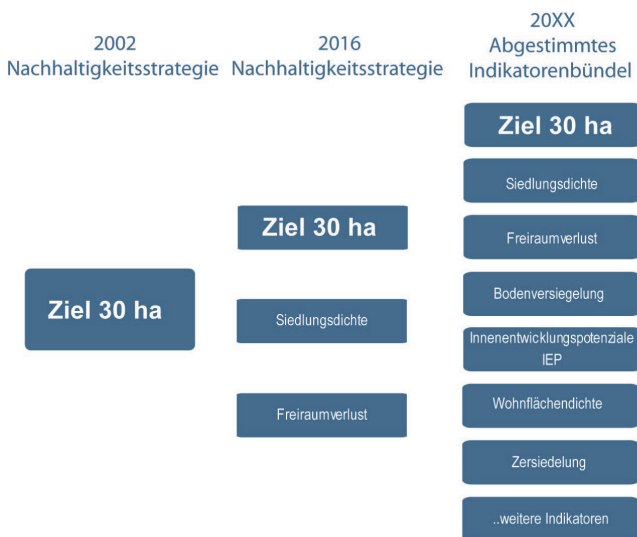 2002
Nachhaltigkeitsstrategie
Ziel 30 ha
2016
Nachhaltigkeitsstrategie
Ziel 30 ha
Siedlungsdichte
Freiraumverlust
20XX
Abgestimmtes
Indikatorenbündel
Ziel 30 ha
Siedlungsdichte
Freiraumverlust
Bodenversiegelung
Innenentwicklungspotenziale
IEP
Wohnflächendichte
Zersiedelung
..weitere Indikatoren